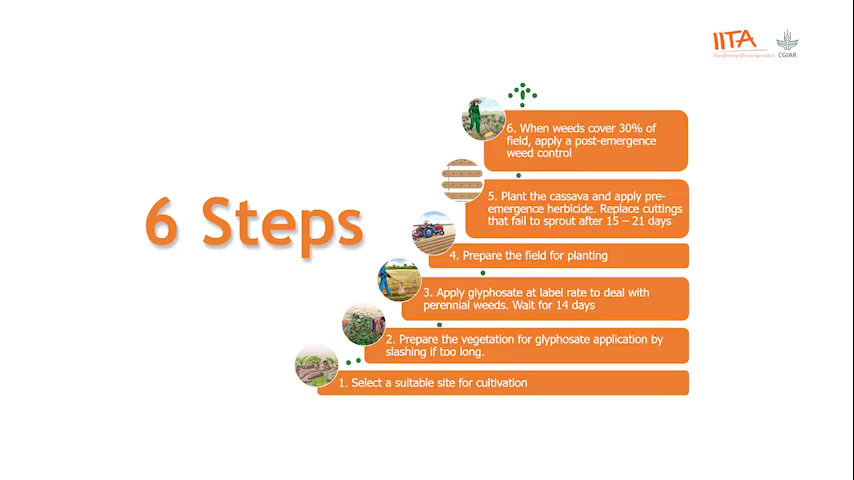 IITA
Transforming African Agriculture
CGIAR
6 Steps
6. When weeds cover 30% of
field, apply a post-emergence
weed control
5. Plant the cassava and apply pre-
emergence herbicide. Replace cuttings
that fail to sprout after 15 – 21 days
4. Prepare the field for planting
3. Apply glyphosate at label rate to deal with
perennial weeds. Wait for 14 days
2. Prepare the vegetation for glyphosate application by
slashing if too long.
1. Select a suitable site for cultivation